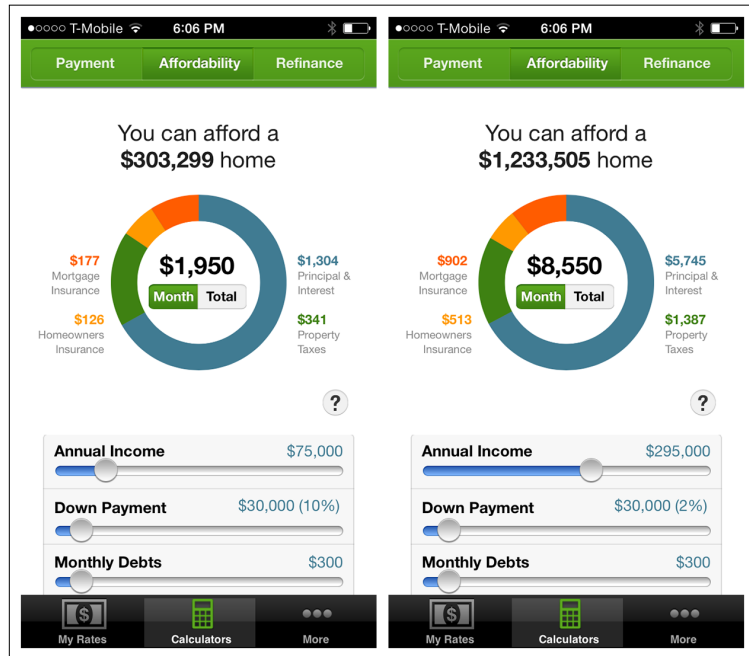 T-Mobile 6:06 PM
Payment Affordability Refinance
You can afford a
$303,299 home
$177
Mortgage
Insurance
$126
Homeowners
Insurance
$1,950
Month Total
$1,304
Principal &
Interest
$341
Property
Taxes
?
Annual Income $75,000
Down Payment $30,000 (10%)
Monthly Debts $300
$
My Rates Calculators More
T-Mobile 6:06 PM
Payment Affordability Refinance
You can afford a
$1,233,505 home
$902
Mortgage
Insurance
$513
Homeowners
Insurance
$8,550
Month Total
$5,745
Principal &
Interest
$1,387
Property
Taxes
?
Annual Income $295,000
Down Payment $30,000 (2%)
Monthly Debts $300
$
My Rates Calculators More